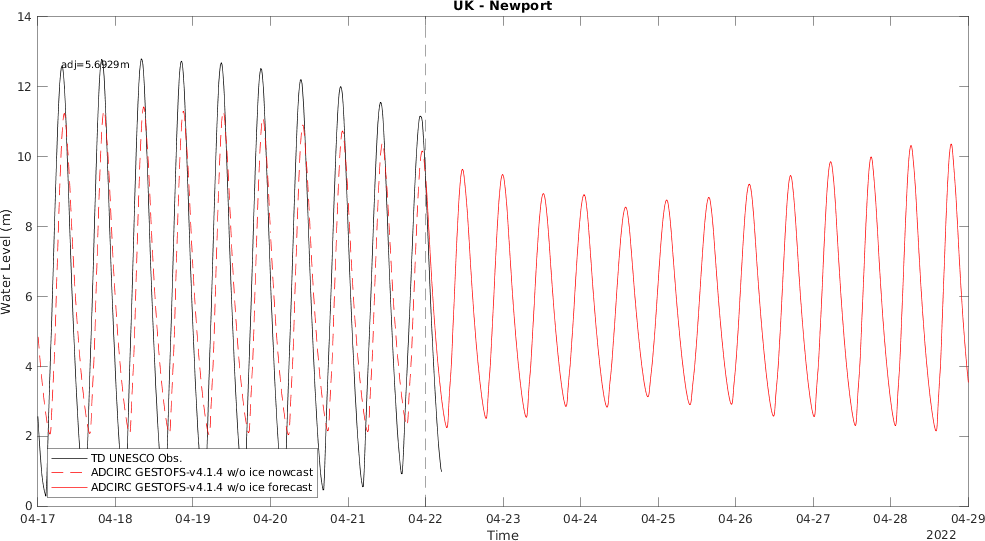 UK - Newport
14
adj=5.6929m
12
10
8
6
4
2
0
Water Level (m)
TD UNESCO Obs.
ADCIRC GESTOFS-v4.1.4 w/o ice nowcast
ADCIRC GESTOFS-v4.1.4 w/o ice forecast
04-17 04-18 04-19 04-20 04-21 04-22 04-23 04-24 04-25 04-26 04-27 04-28 04-29
Time
2022